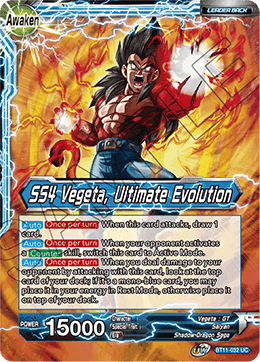 LEADER BACK
Awaken
SS4 Vegeta, Ultimate Evolution
Auto Once per turn When this card attacks, draw 1
card.
Auto Once per turn When your opponent activates
a Counter skill, switch this card to Active Mode.
Auto Once per turn When you deal damage to your
opponent by attacking with this card, look at the top
card of your deck; if it's a mono-blue card, you may
place it in your energy in Rest Mode, otherwise place it
on top of your deck.
POWER 15000
Character Vegeta : GT
Special Trait Saiyan
Era Shadow Dragon Saga
BT11-032 UC